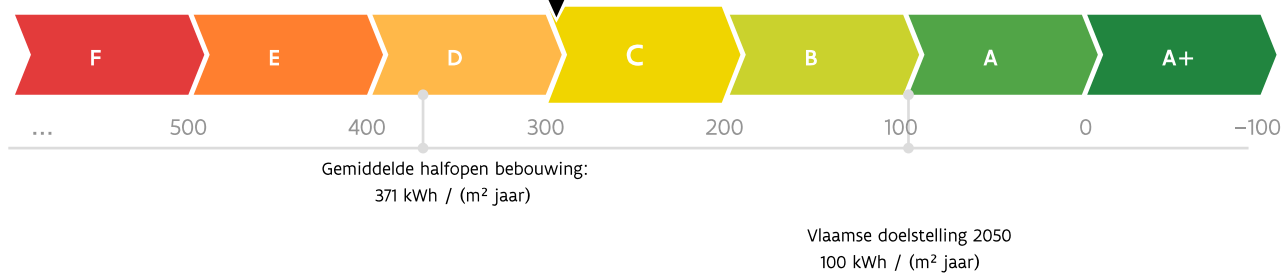 F E D C B A A+
... 500 400 300 200 100 0 −100
Gemiddelde halfopen bebouwing:
371 kWh / (m² jaar)
Vlaamse doelstelling 2050
100 kWh / (m² jaar)